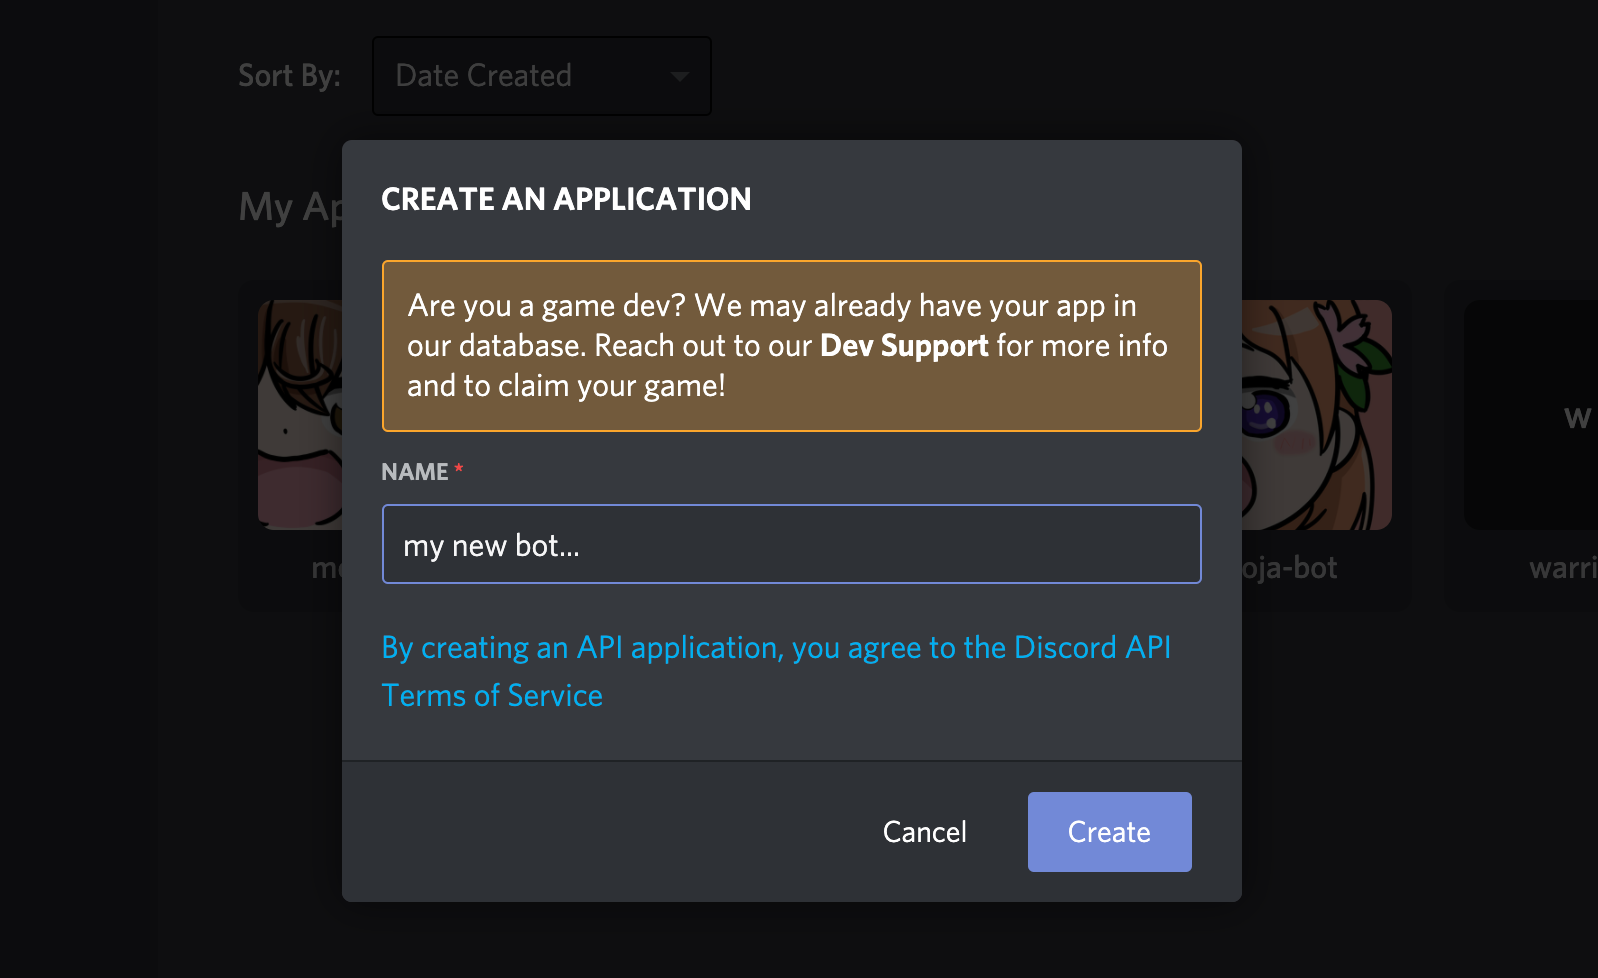 Sort By:
Date Created
My Ap
CREATE AN APPLICATION
Are you a game dev? We may already have your app in
our database. Reach out to our Dev Support for more info
and to claim your game!
NAME *
my new bot...
oja-bot
warri
W
By creating an API application, you agree to the Discord API
Terms of Service
Cancel
Create